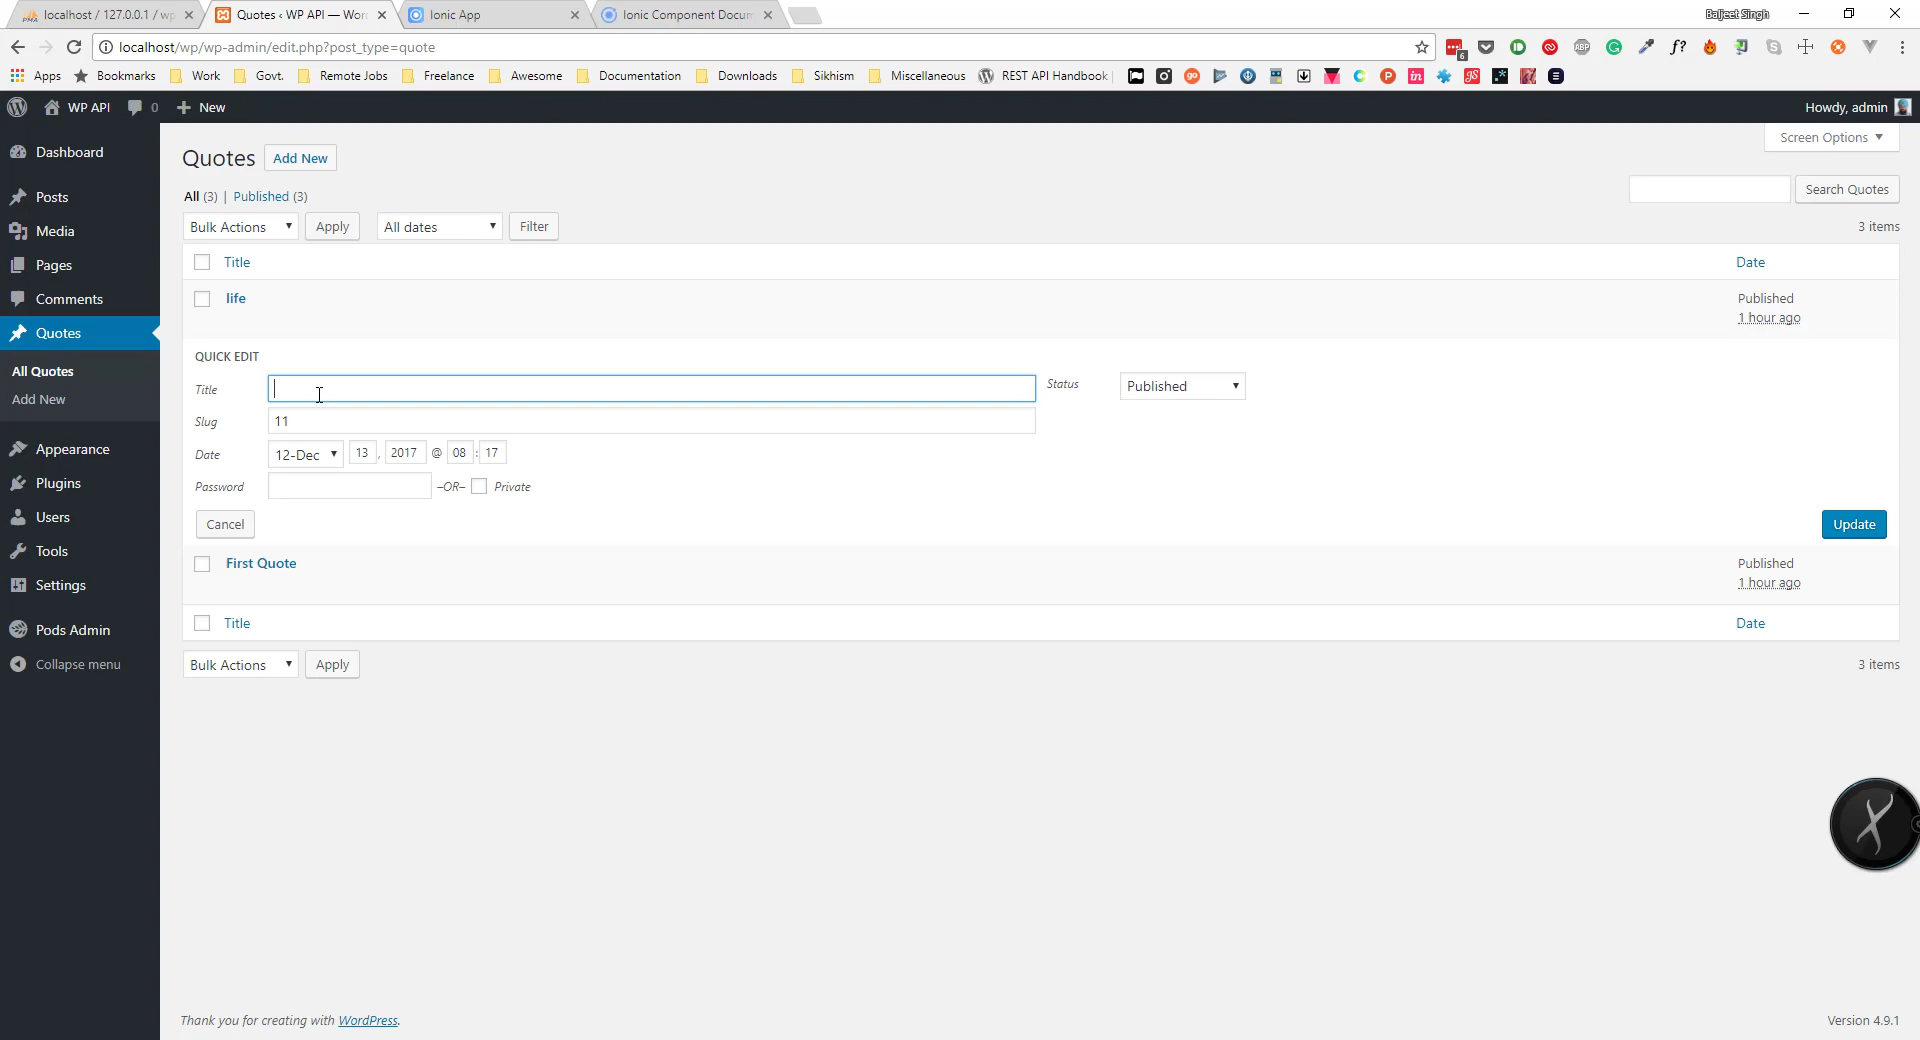 localhost / 127.0.0.1 / wp
Quotes ‹ WP API — Wor
Ionic App
Ionic Component Docum
Baljeet Singh
localhost/wp/wp-admin/edit.php?post_type=quote
6
ABP
f?
Apps
Bookmarks
Work
Govt.
Remote Jobs
Freelance
Awesome
Documentation
Downloads
Sikhism
Miscellaneous
REST API Handbook
WP API
0
New
Howdy, admin
Dashboard
Posts
Media
Pages
Comments
Quotes
All Quotes
Add New
Appearance
Plugins
Users
Tools
Settings
Pods Admin
Collapse menu
Screen Options
Quotes
Add New
All (3) | Published (3)
Search Quotes
Bulk Actions
Apply
All dates
Filter
3 items
Title
Date
life
Published
1 hour ago
QUICK EDIT
Title
Status
Published
Slug
11
Date
12-Dec
13 , 2017 @ 08 : 17
Password
–OR–
Private
Cancel
Update
First Quote
Published
1 hour ago
Title
Date
Bulk Actions
Apply
3 items
Thank you for creating with WordPress.
Version 4.9.1